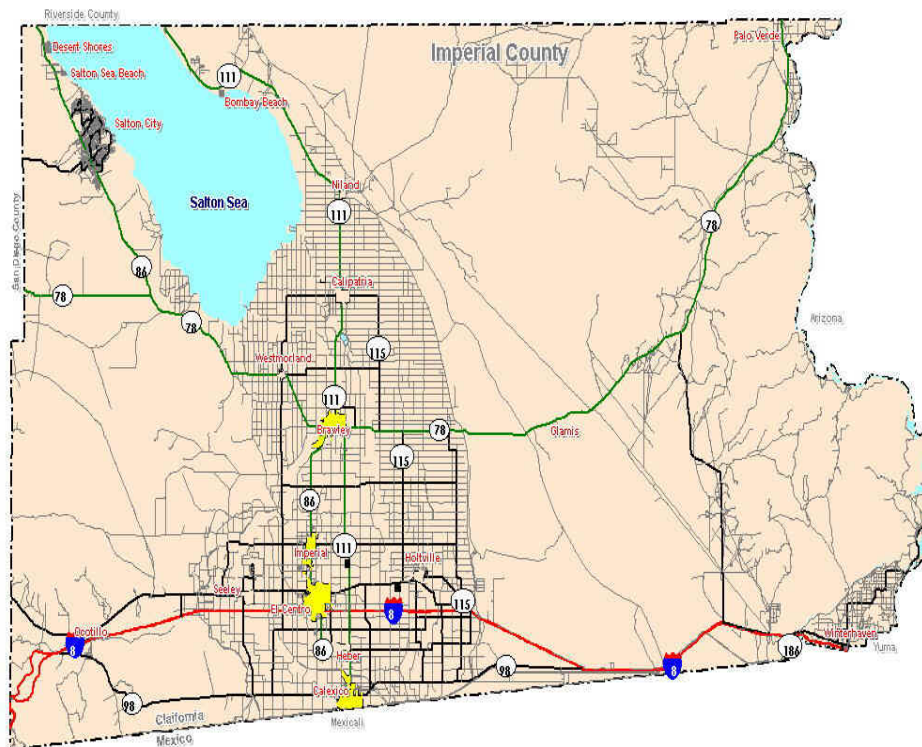 Riverside County
Imperial County
Palo Verde
Desert Shores
111
Salton Sea Beach
Bombay Beach
Salton City
Niland
Salton Sea
111
78
San Diego County
86
78
Calipatria
78
Arizona
115
Westmorland
111
Brawley
78
Glamis
115
86
Imperial
111
Holtville
Seeley
115
El Centro
8
Ocotillo
8
86
Heber
Winterhaven
186
Yuma
98
8
98
Calexico
Claifornia
Mexico
Mexicali